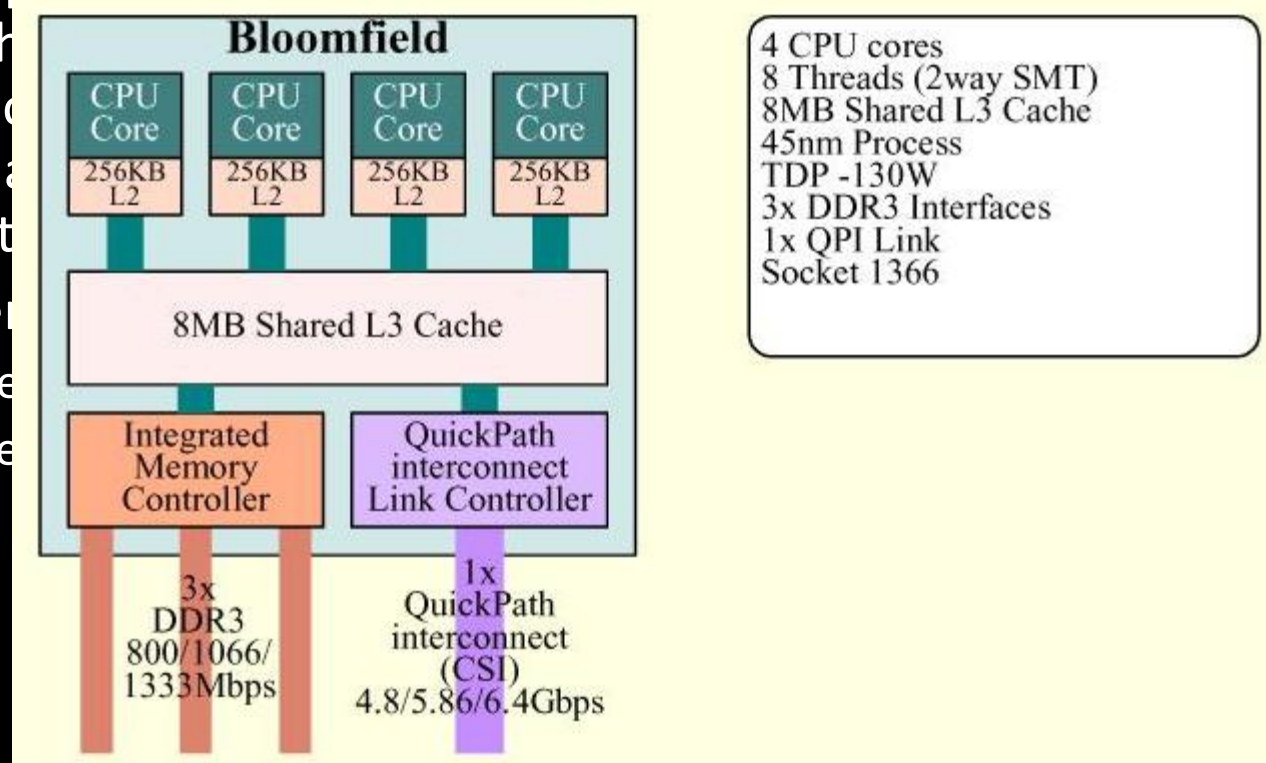 Bloomfield
CPU
Core
256KB
L2
CPU
Core
256KB
L2
CPU
Core
256KB
L2
CPU
Core
256KB
L2
8MB Shared L3 Cache
Integrated
Memory
Controller
QuickPath
interconnect
Link Controller
3x
DDR3
800/1066/
1333Mbps
1x
QuickPath
interconnect
(CSI)
4.8/5.86/6.4Gbps
4 CPU cores
8 Threads (2way SMT)
8MB Shared L3 Cache
45nm Process
TDP -130W
3x DDR3 Interfaces
1x QPI Link
Socket 1366